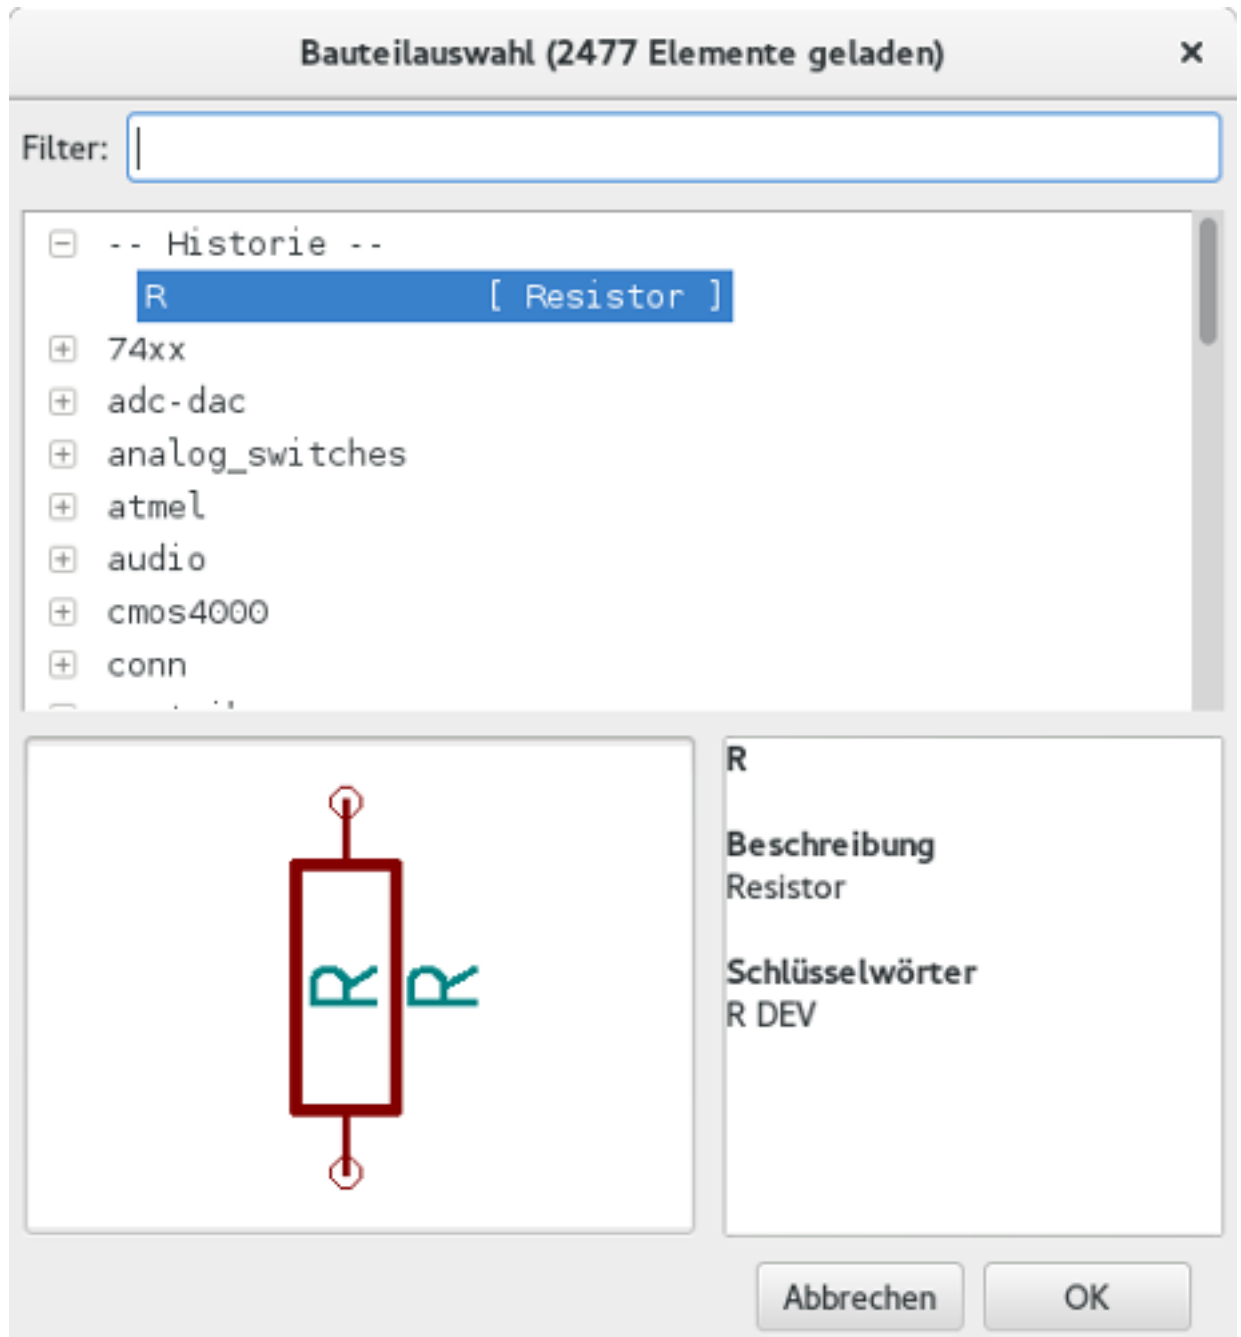 Bauteilauswahl (2477 Elemente geladen)
Filter:
-- Historie --
R [ Resistor ]
74xx
adc-dac
analog_switches
atmel
audio
cmos4000
conn
R
R
R
Beschreibung
Resistor
Schlüsselwörter
R DEV
Abbrechen
OK